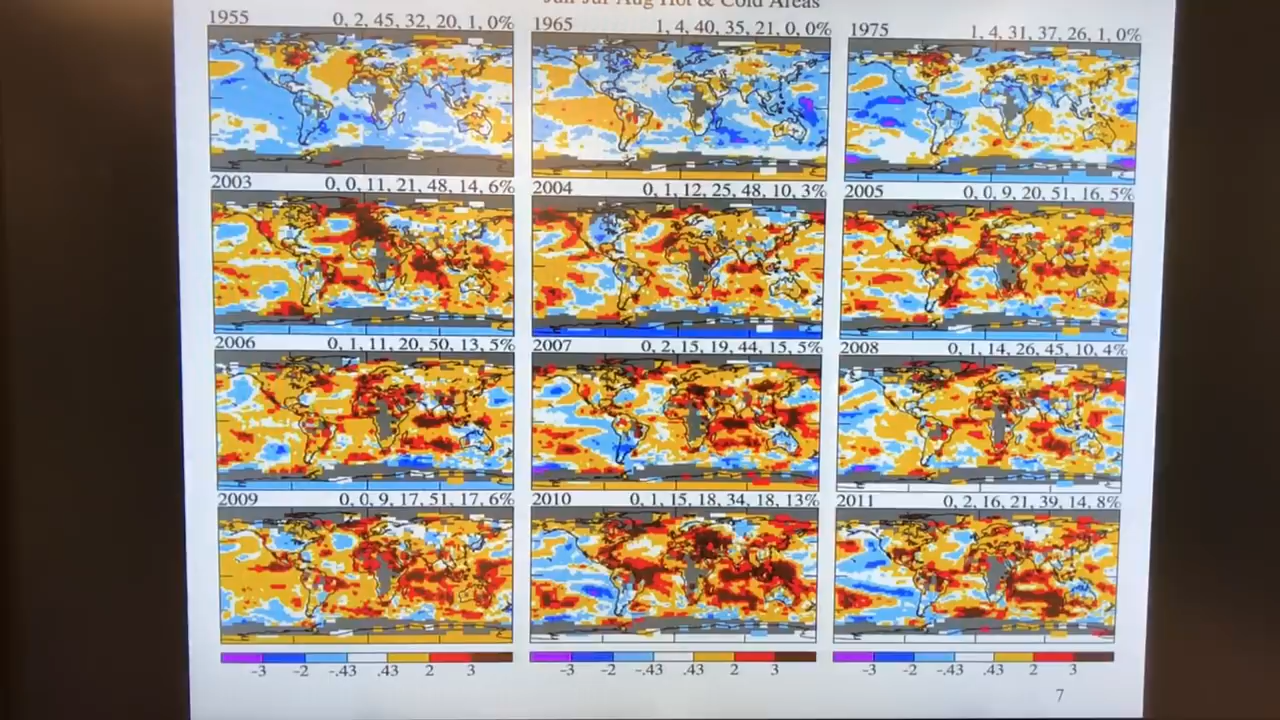 Jun-Jul-Aug Hot & Cold Areas
1955 0, 2, 45, 32, 20, 1, 0% 1965 1, 4, 40, 35, 21, 0, 0% 1975 1, 4, 31, 37, 26, 1, 0%
2003 0, 0, 11, 21, 48, 14, 6% 2004 0, 1, 12, 25, 48, 10, 3% 2005 0, 0, 9, 20, 51, 16, 5%
2006 0, 1, 11, 20, 50, 13, 5% 2007 0, 2, 15, 19, 44, 15, 5% 2008 0, 1, 14, 26, 45, 10, 4%
2009 0, 0, 9, 17, 51, 17, 6% 2010 0, 1, 15, 18, 34, 18, 13% 2011 0, 2, 16, 21, 39, 14, 8%
-3 -2 -.43 .43 2 3 -3 -2 -.43 .43 2 3 -3 -2 -.43 .43 2 3
7